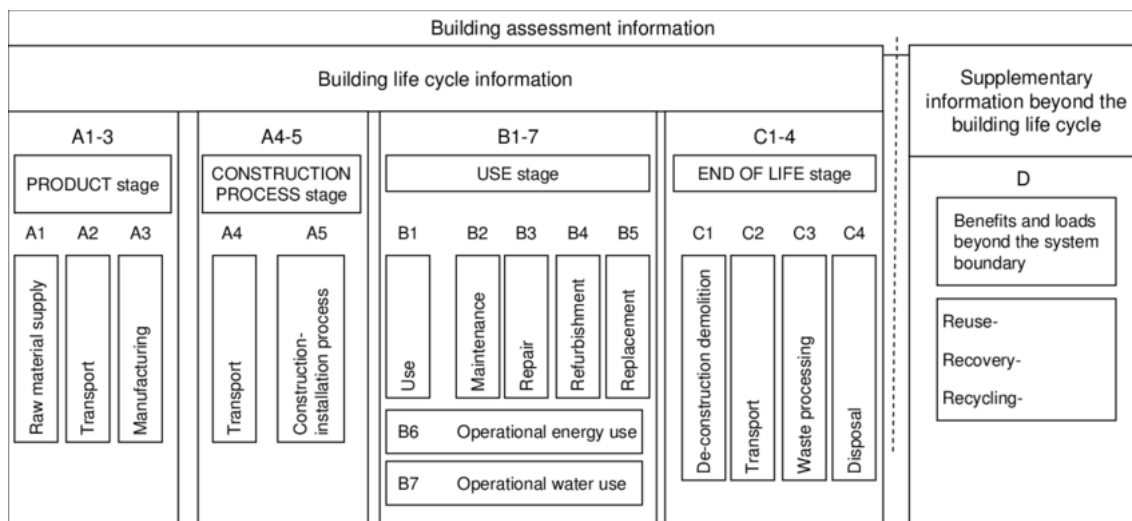 Building assessment information
Building life cycle information
Supplementary
information beyond the
building life cycle
A1-3
PRODUCT stage
A1
A2
A3
Raw material supply
Transport
Manufacturing
A4-5
CONSTRUCTION
PROCESS stage
A4
A5
Transport
Construction-
installation process
B1-7
USE stage
B1
B2
B3
B4
B5
Use
Maintenance
Repair
Refurbishment
Replacement
B6 Operational energy use
B7 Operational water use
C1-4
END OF LIFE stage
C1
C2
C3
C4
De-construction demolition
Transport
Waste processing
Disposal
D
Benefits and loads
beyond the system
boundary
Reuse-
Recovery-
Recycling-